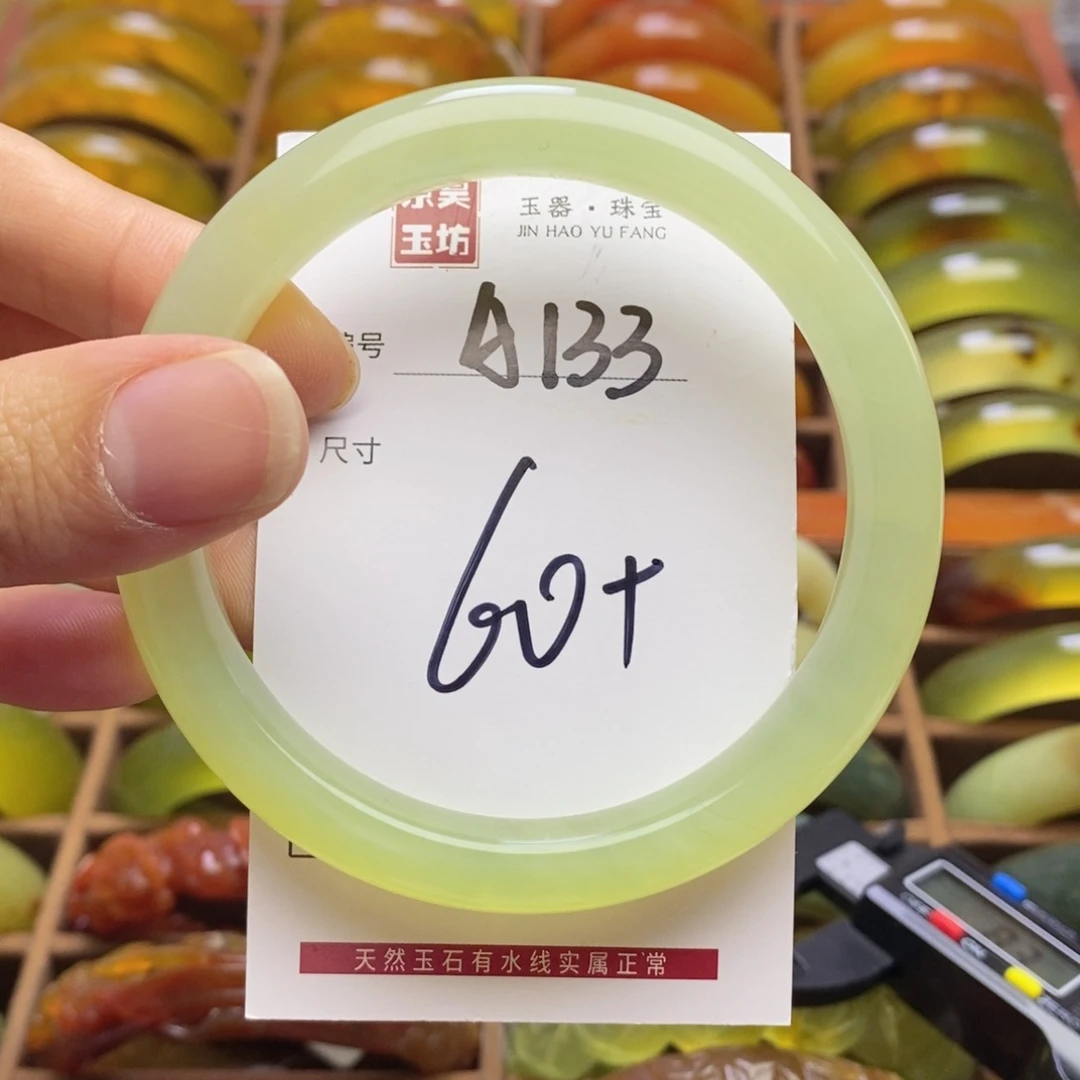 昊
玉坊
玉器·珠宝
JIN HAO YU FANG
号 A133
尺寸
60+
天然玉石有水线实属正常